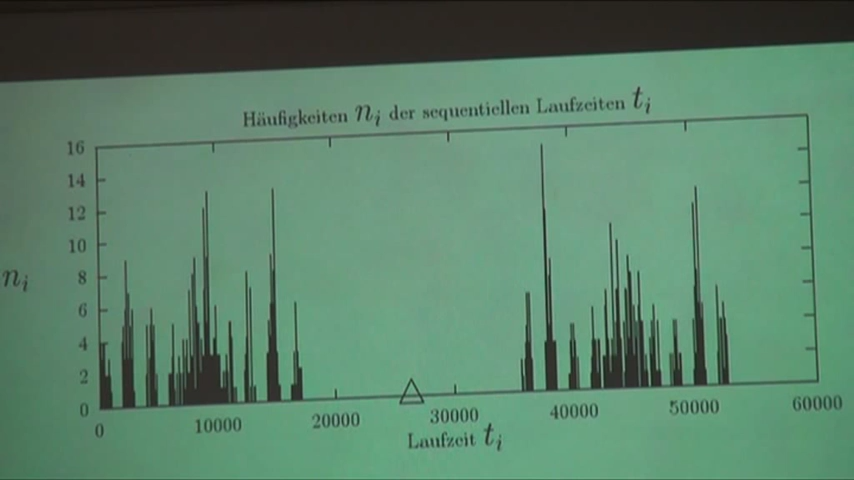 Häufigkeiten n_i der sequentiellen Laufzeiten t_i
16
14
12
10
n_i
8
6
4
2
0
0 10000 20000 30000 40000 50000 60000
Laufzeit t_i